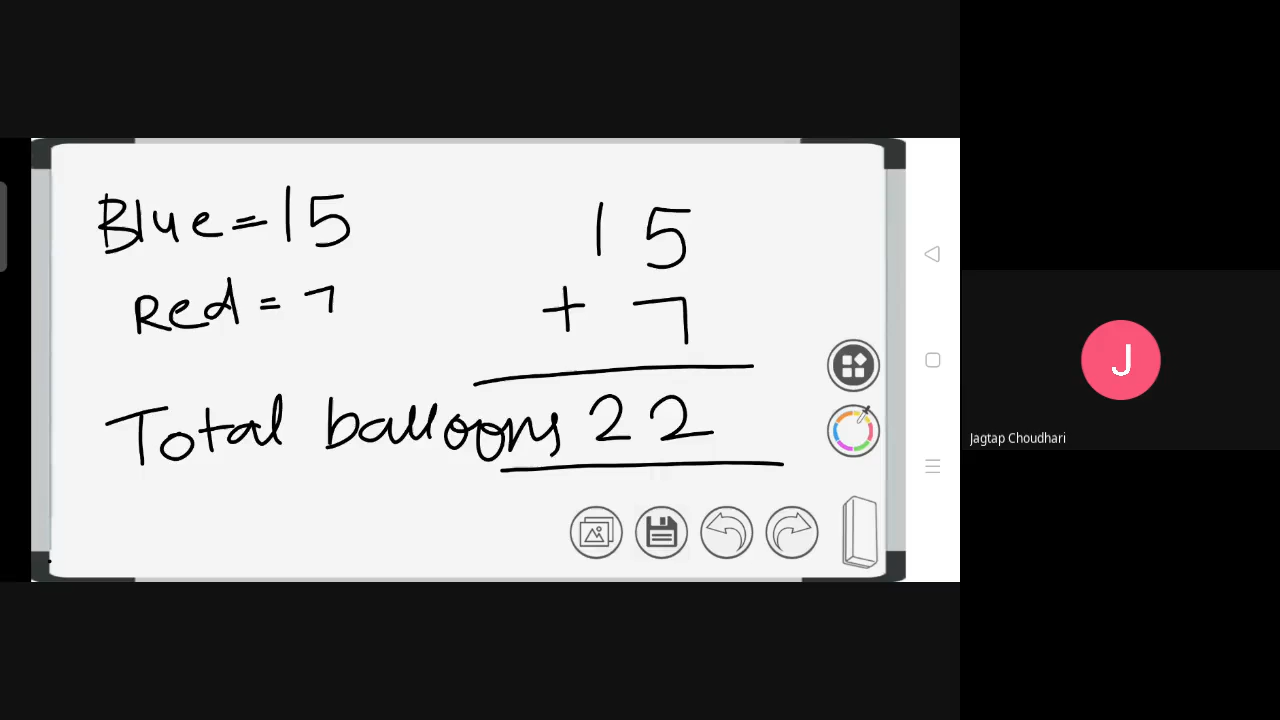 Blue = 15
Red = 7
15
+ 7
Total balloons 22
J
Jagtap Choudhari